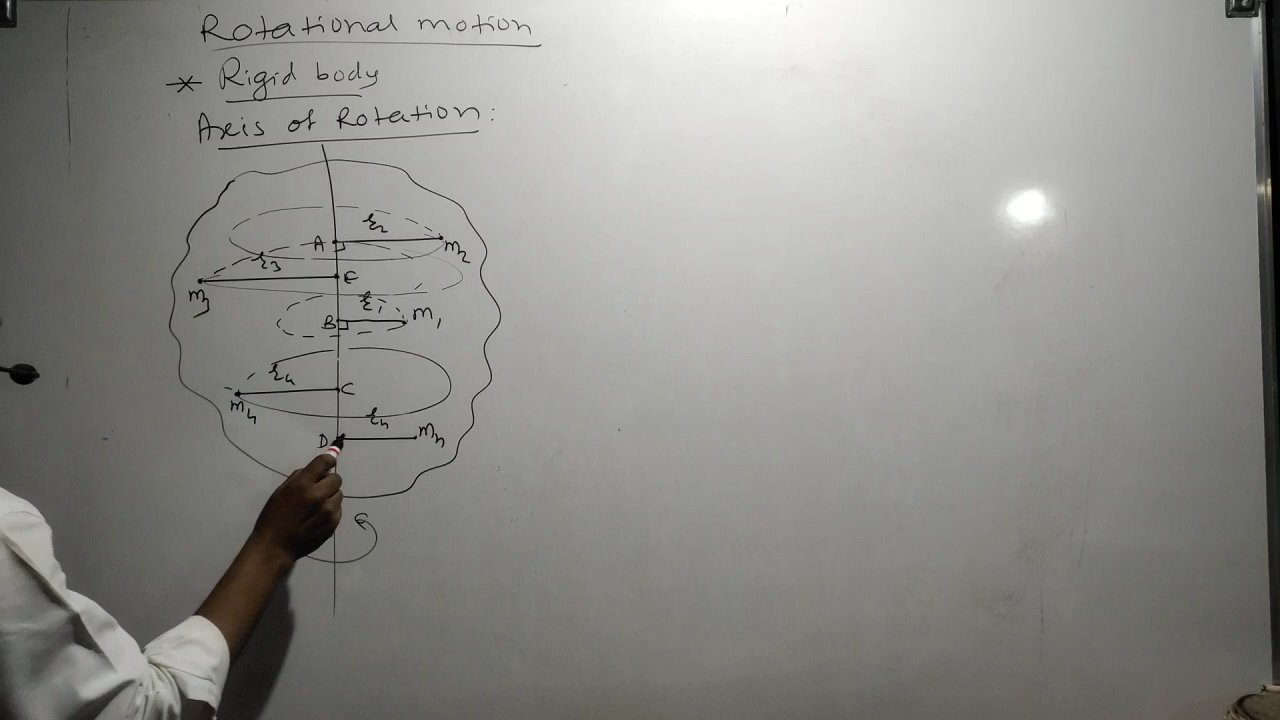 Rotational motion
* Rigid body
Axis of Rotation:
r2
A
m2
r3
E
m3
r1
B
m1
r4
C
m4
rn
D
mn